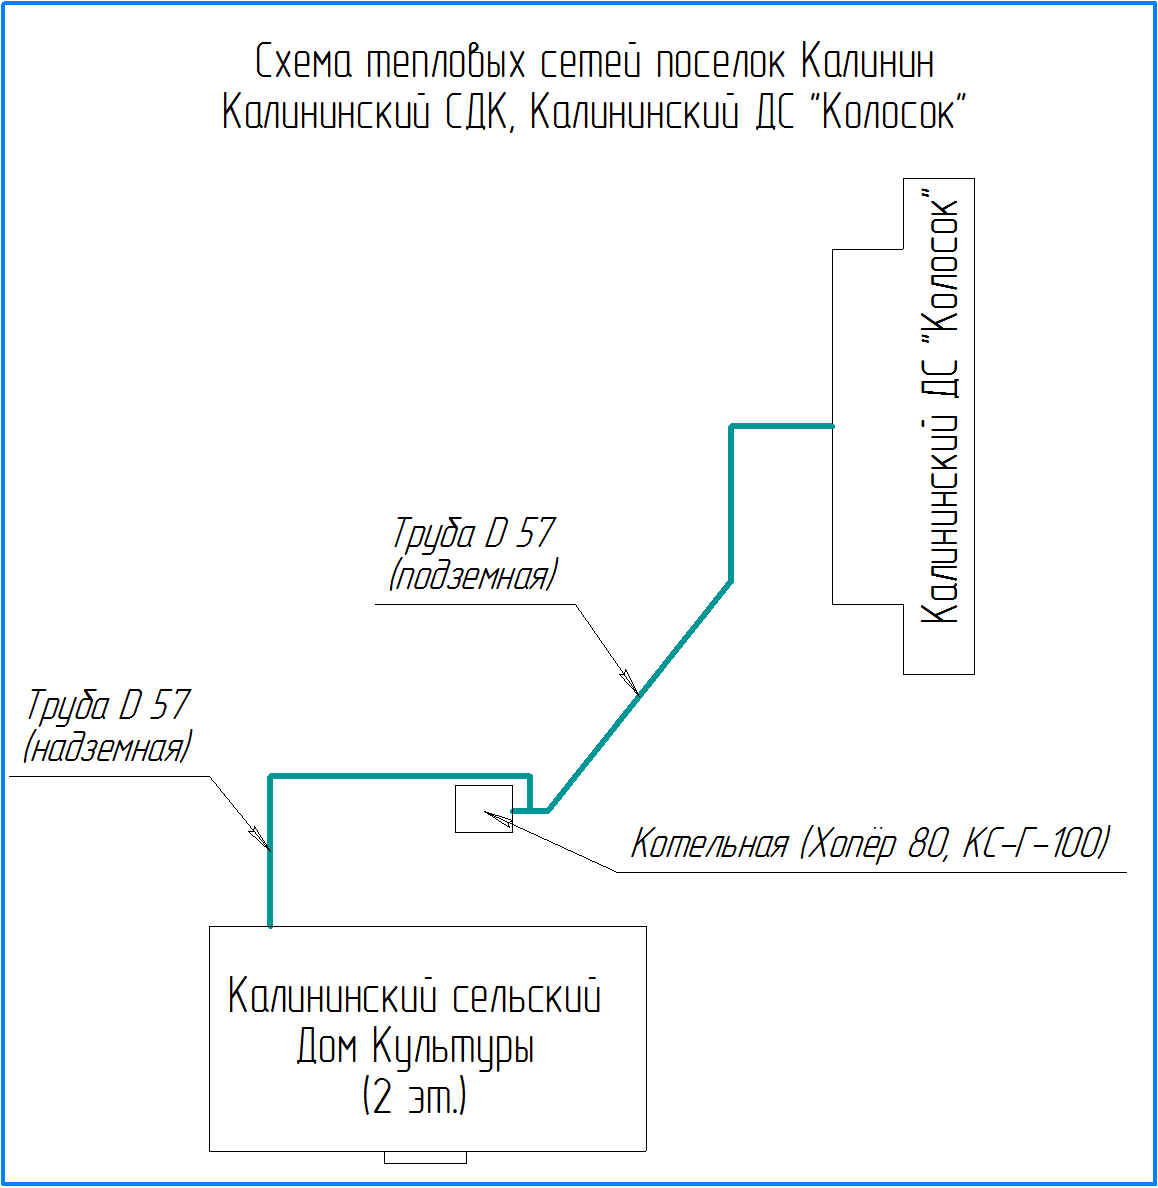 Схема тепловых сетей поселок Калинин
Калининский СДК, Калининский ДС "Колосок"
Калининский ДС "Колосок"
Труба D 57
(подземная)
Труба D 57
(надземная)
Котельная (Хопёр 80, КС-Г-100)
Калининский сельский
Дом Культуры
(2 эт.)